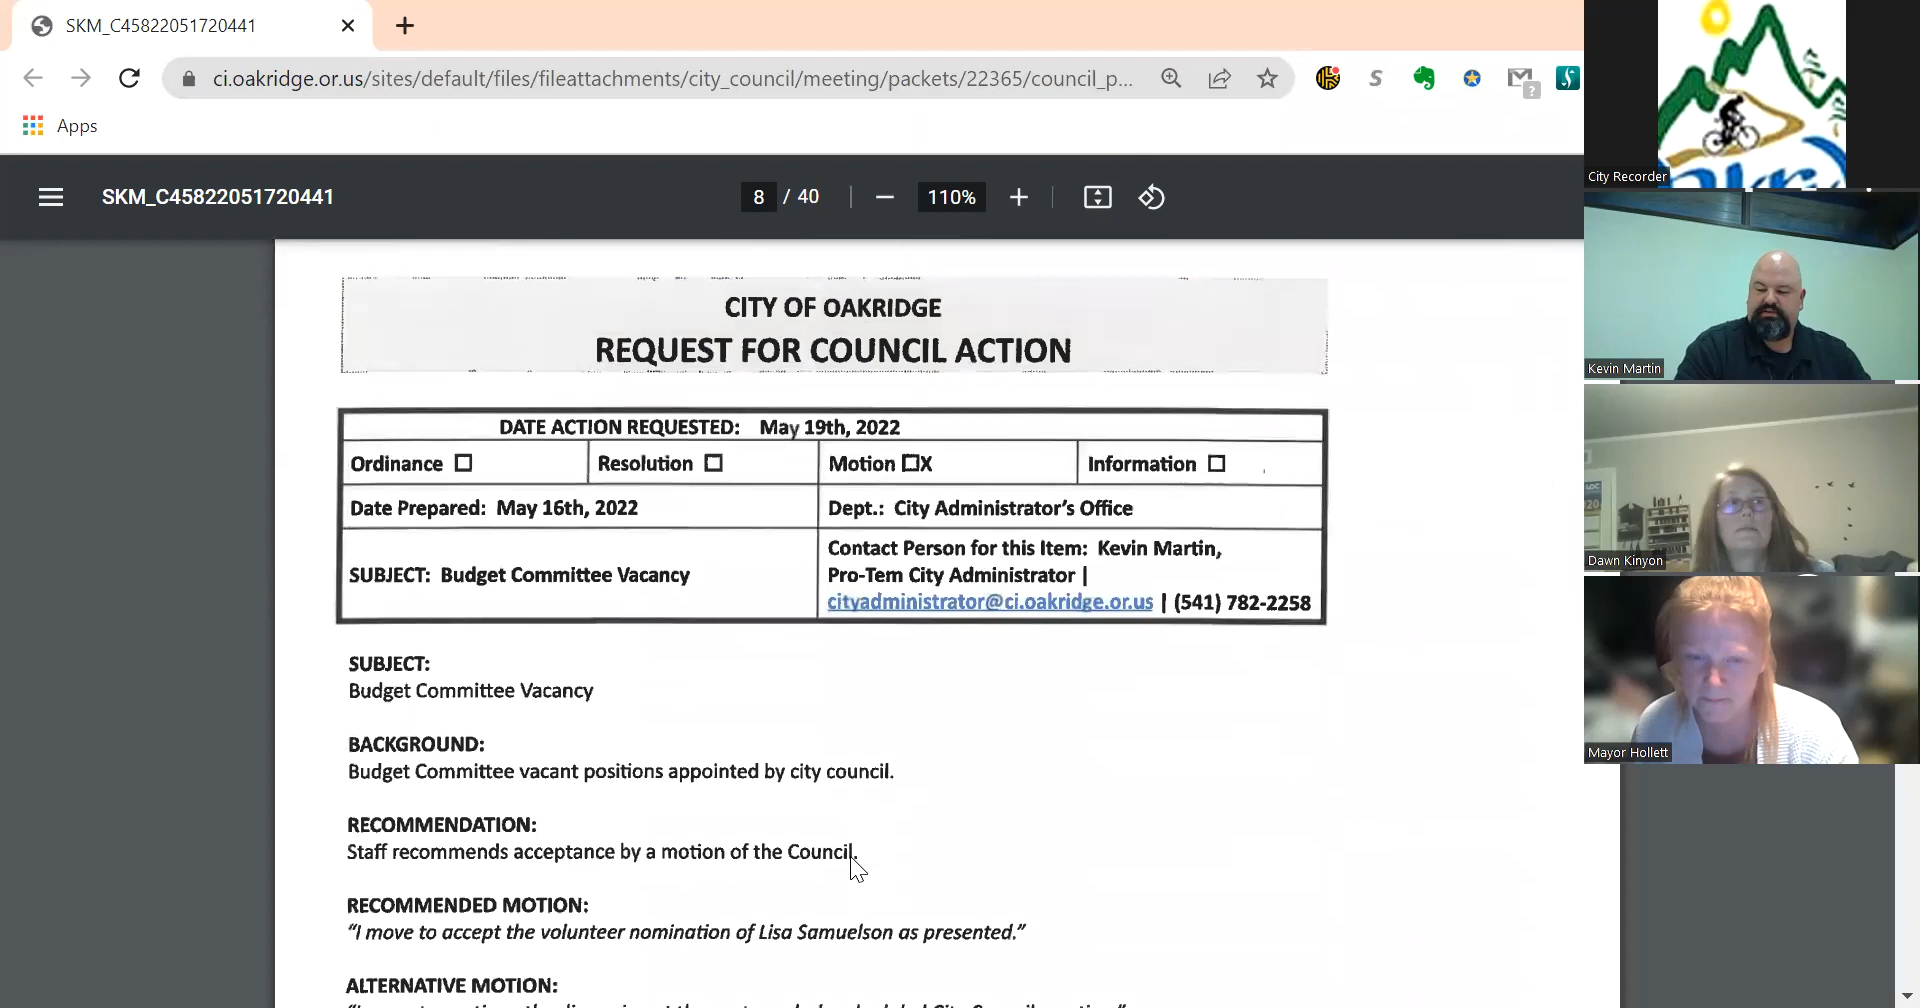 SKM_C45822051720441
ci.oakridge.or.us/sites/default/files/fileattachments/city_council/meeting/packets/22365/council_p...
Apps
SKM_C45822051720441
8 / 40
110%
CITY OF OAKRIDGE
REQUEST FOR COUNCIL ACTION
DATE ACTION REQUESTED: May 19th, 2022
Ordinance ☐ Resolution ☐ Motion ☐X Information ☐
Date Prepared: May 16th, 2022
Dept.: City Administrator's Office
SUBJECT: Budget Committee Vacancy
Contact Person for this Item: Kevin Martin,
Pro-Tem City Administrator |
cityadministrator@ci.oakridge.or.us | (541) 782-2258
SUBJECT:
Budget Committee Vacancy
BACKGROUND:
Budget Committee vacant positions appointed by city council.
RECOMMENDATION:
Staff recommends acceptance by a motion of the Council.
RECOMMENDED MOTION:
“I move to accept the volunteer nomination of Lisa Samuelson as presented.”
ALTERNATIVE MOTION:
City Recorder
Kevin Martin
Dawn Kinyon
Mayor Hollett